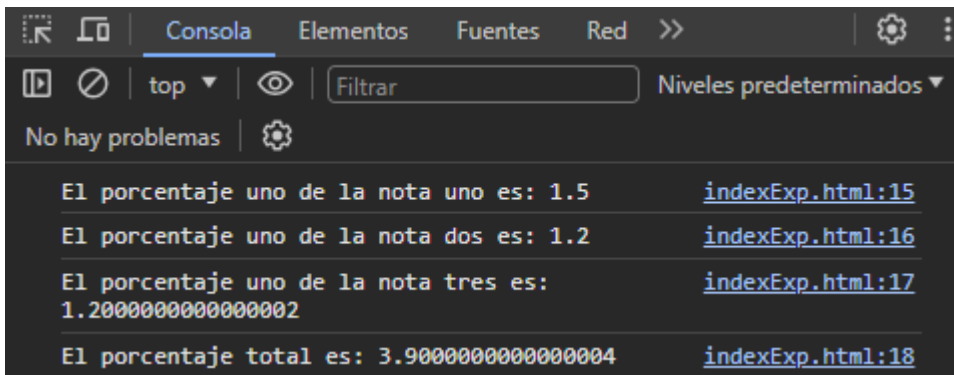 Consola Elementos Fuentes Red >>
top ▼ Filtrar Niveles predeterminados ▼
No hay problemas
El porcentaje uno de la nota uno es: 1.5 indexExp.html:15
El porcentaje uno de la nota dos es: 1.2 indexExp.html:16
El porcentaje uno de la nota tres es: indexExp.html:17
1.2000000000000002
El porcentaje total es: 3.9000000000000004 indexExp.html:18